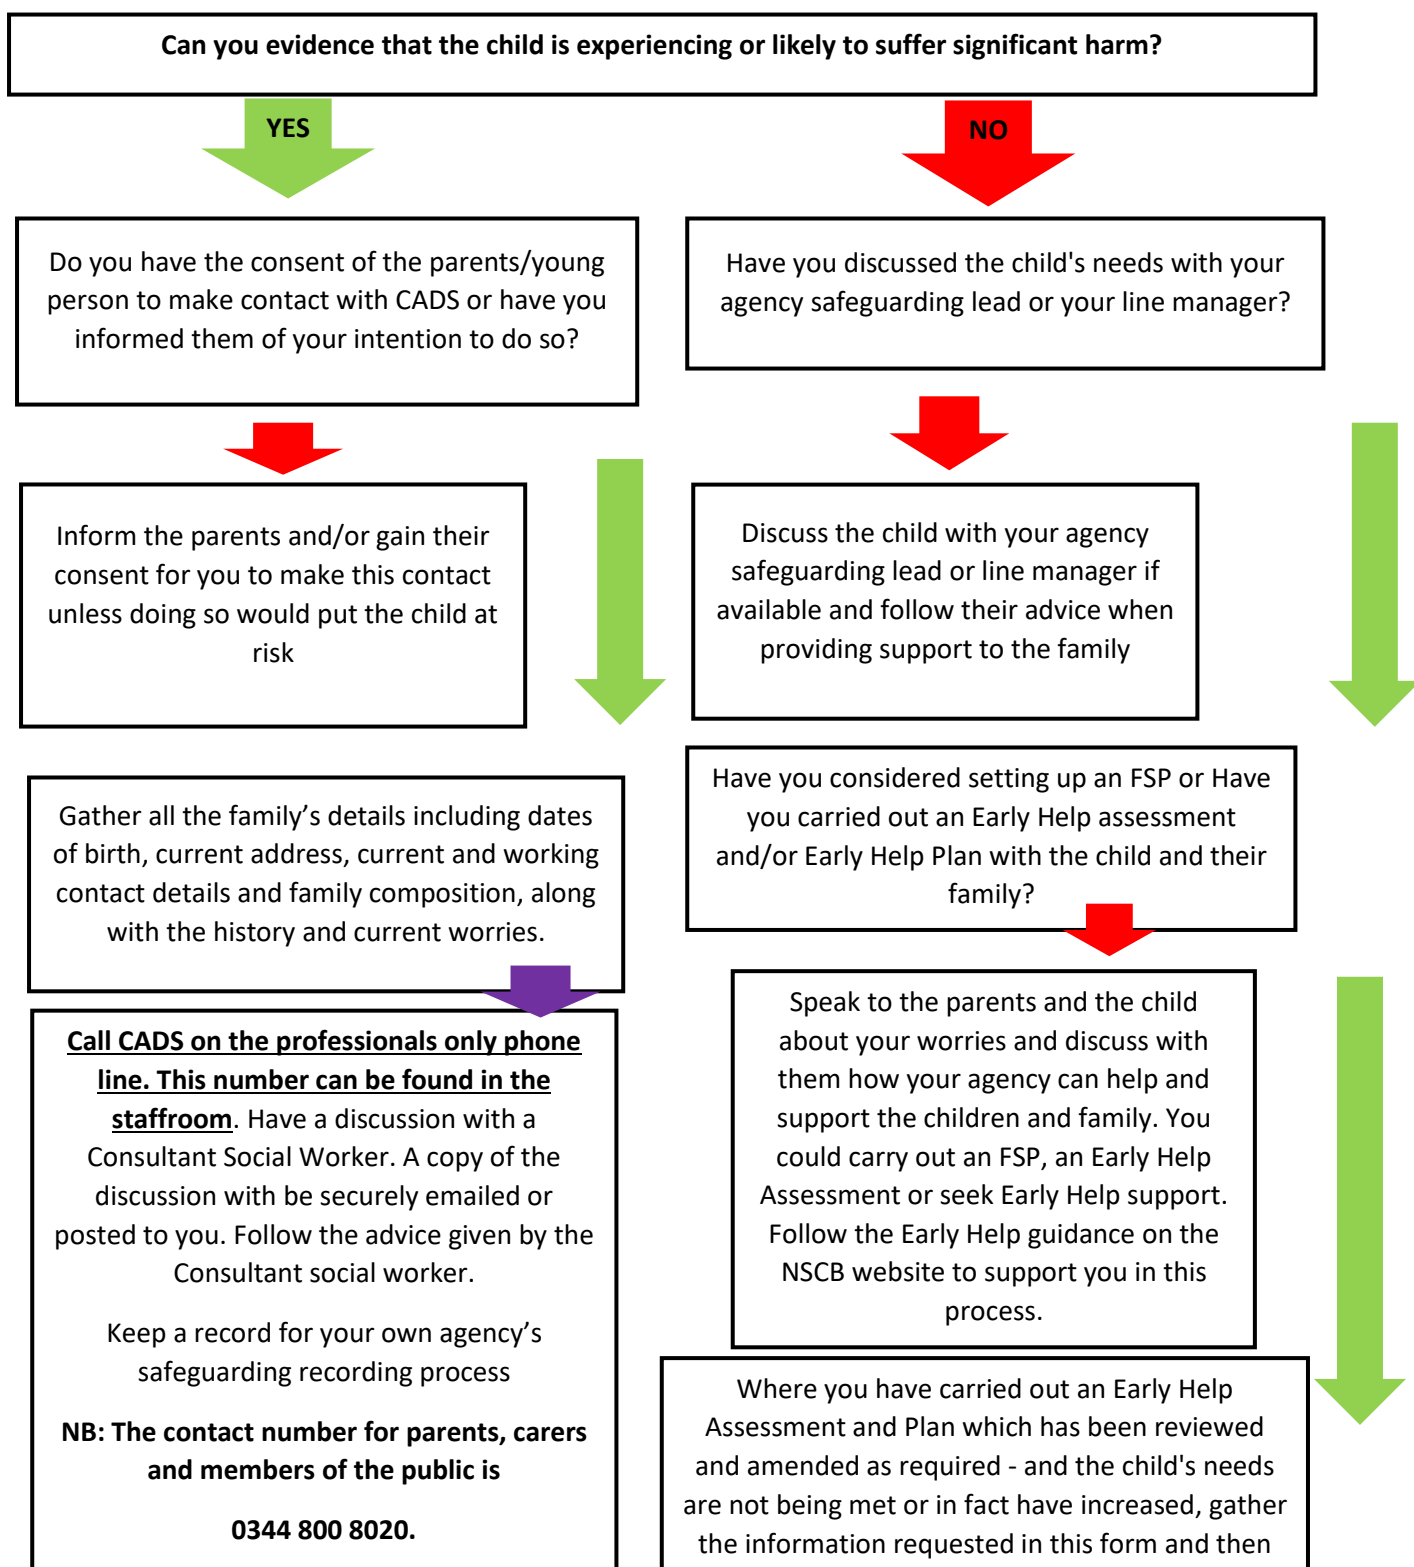 Can you evidence that the child is experiencing or likely to suffer significant harm?
YES
NO
Do you have the consent of the parents/young
person to make contact with CADS or have you
informed them of your intention to do so?
Have you discussed the child's needs with your
agency safeguarding lead or your line manager?
Inform the parents and/or gain their
consent for you to make this contact
unless doing so would put the child at
risk
Discuss the child with your agency
safeguarding lead or line manager if
available and follow their advice when
providing support to the family
Gather all the family’s details including dates
of birth, current address, current and working
contact details and family composition, along
with the history and current worries.
Have you considered setting up an FSP or Have
you carried out an Early Help assessment
and/or Early Help Plan with the child and their
family?
Call CADS on the professionals only phone
line. This number can be found in the
staffroom. Have a discussion with a
Consultant Social Worker. A copy of the
discussion with be securely emailed or
posted to you. Follow the advice given by the
Consultant social worker.
Keep a record for your own agency’s
safeguarding recording process
NB: The contact number for parents, carers
and members of the public is
0344 800 8020.
Speak to the parents and the child
about your worries and discuss with
them how your agency can help and
support the children and family. You
could carry out an FSP, an Early Help
Assessment or seek Early Help support.
Follow the Early Help guidance on the
NSCB website to support you in this
process.
Where you have carried out an Early Help
Assessment and Plan which has been reviewed
and amended as required - and the child's needs
are not being met or in fact have increased, gather
the information requested in this form and then